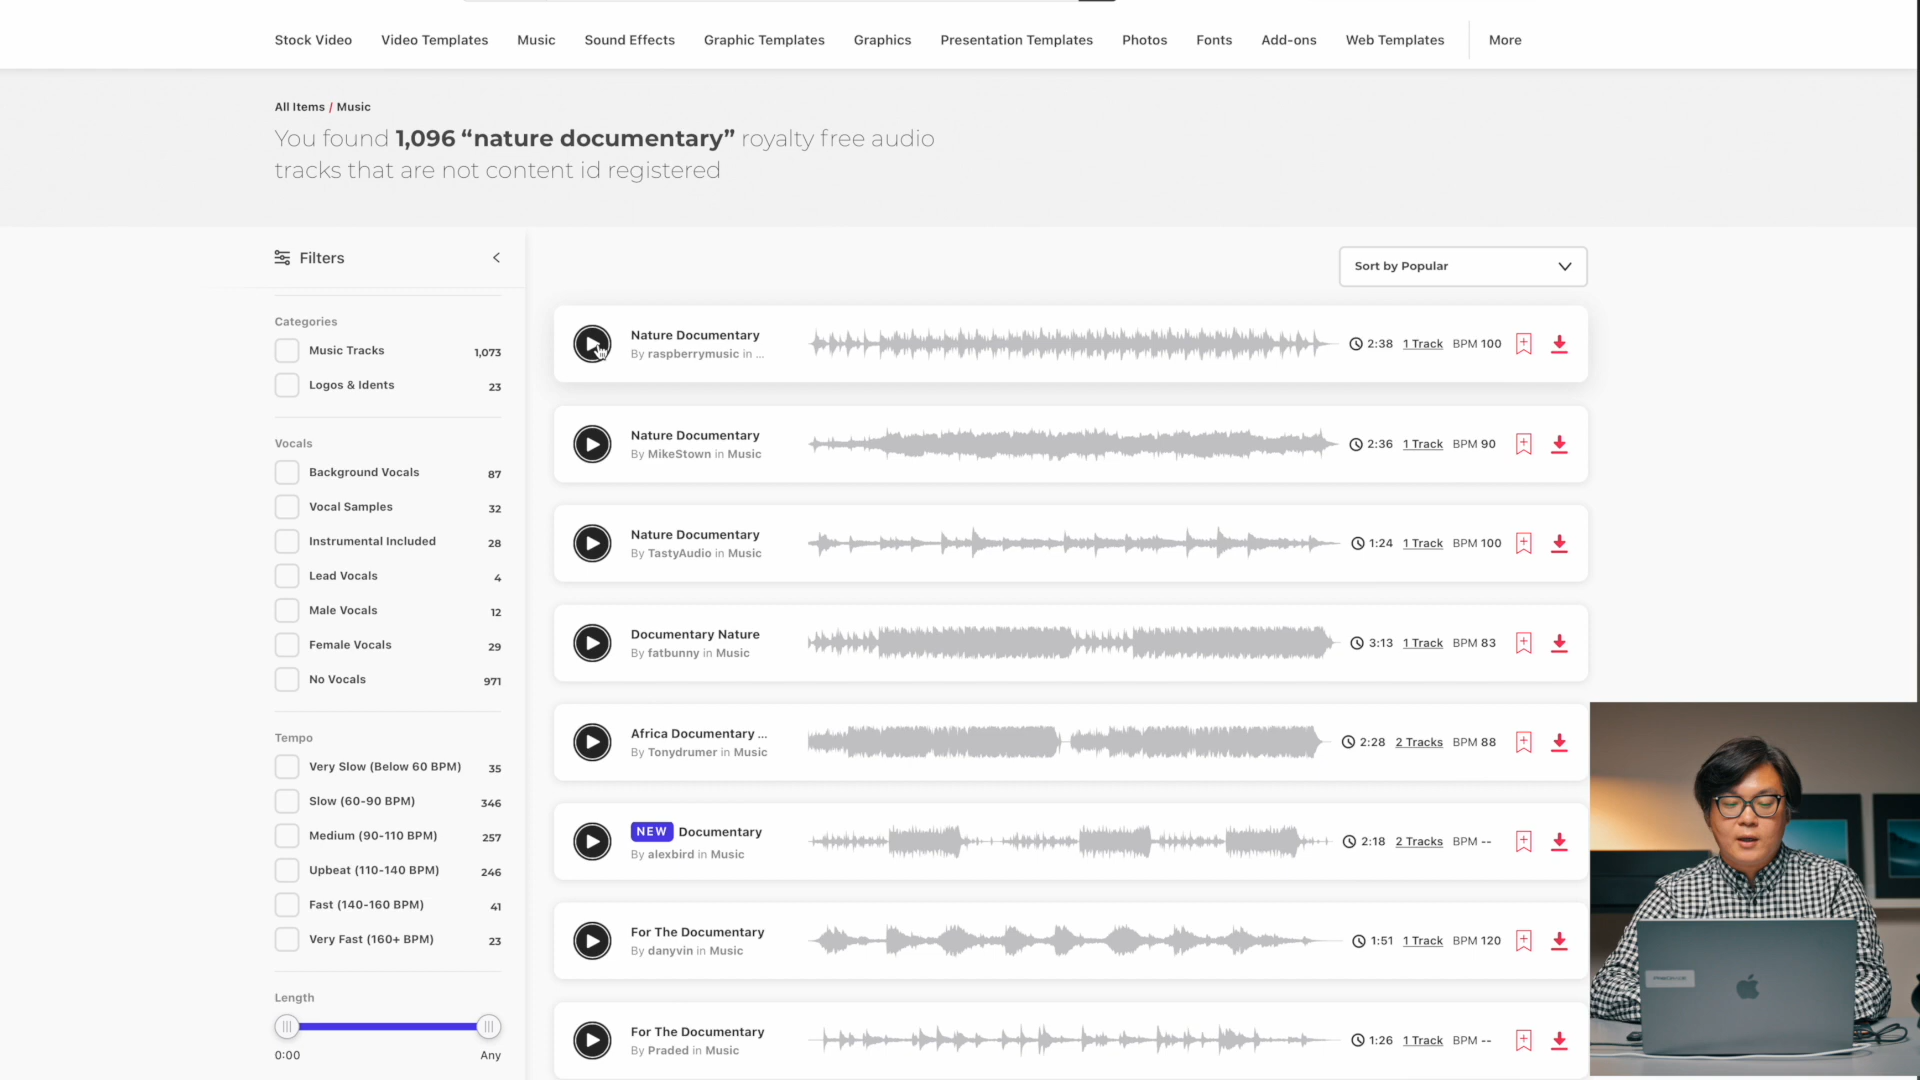 Stock Video Video Templates Music Sound Effects Graphic Templates Graphics Presentation Templates Photos Fonts Add-ons Web Templates More
All Items / Music
You found 1,096 “nature documentary” royalty free audio
tracks that are not content id registered
Filters
Sort by Popular
Categories
Music Tracks 1,073
Logos & Idents 23
Vocals
Background Vocals 87
Vocal Samples 32
Instrumental Included 28
Lead Vocals 4
Male Vocals 12
Female Vocals 29
No Vocals 971
Tempo
Very Slow (Below 60 BPM) 35
Slow (60-90 BPM) 346
Medium (90-110 BPM) 257
Upbeat (110-140 BPM) 246
Fast (140-160 BPM) 41
Very Fast (160+ BPM) 23
Length
0:00 Any
Nature Documentary
By raspberrymusic in ...
2:38 1 Track BPM 100
Nature Documentary
By MikeStown in Music
2:36 1 Track BPM 90
Nature Documentary
By TastyAudio in Music
1:24 1 Track BPM 100
Documentary Nature
By fatbunny in Music
3:13 1 Track BPM 83
Africa Documentary ...
By Tonydrumer in Music
2:28 2 Tracks BPM 88
NEW Documentary
By alexbird in Music
2:18 2 Tracks BPM --
For The Documentary
By danyvin in Music
1:51 1 Track BPM 120
For The Documentary
By Praded in Music
1:26 1 Track BPM --